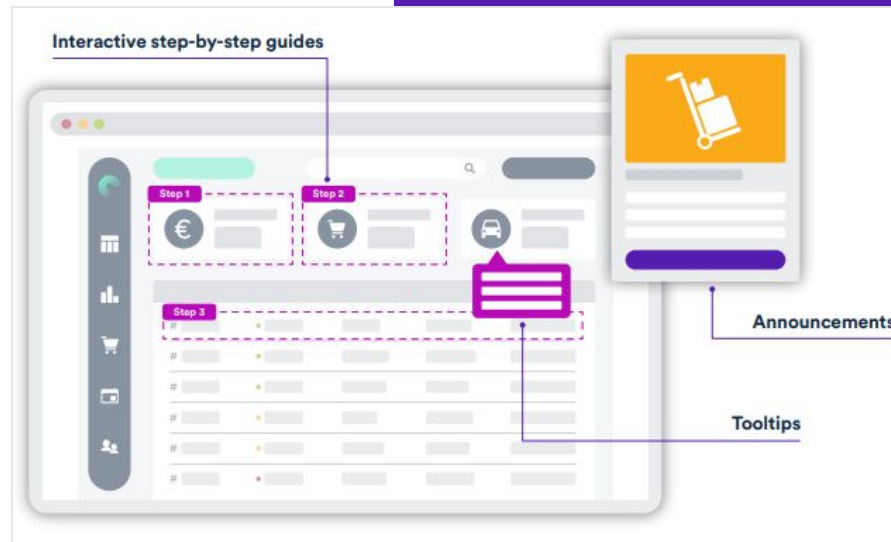 Interactive step-by-step guides
Step 1
Step 2
€
Step 3
#
#
#
#
#
#
Announcements
Tooltips